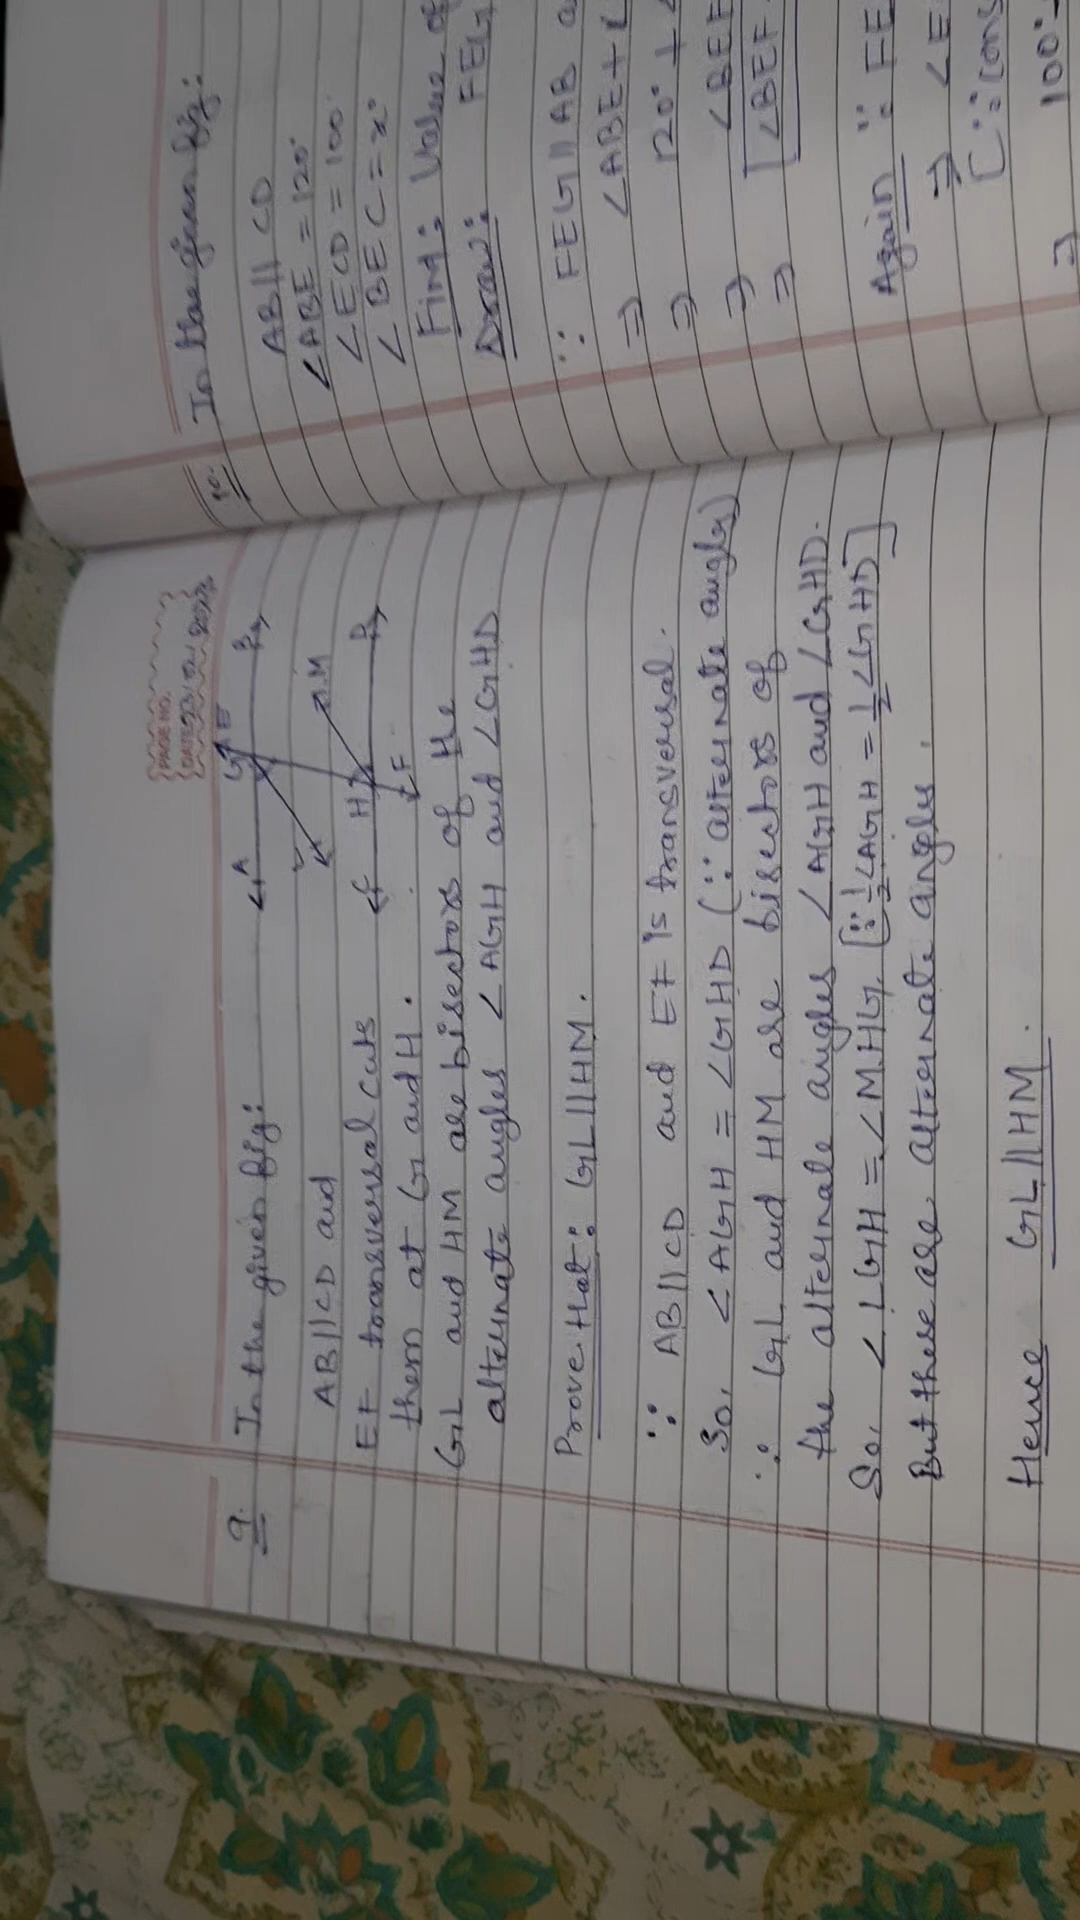 PAGE NO.
DATE
9. In the given fig:
AB || CD and
EF transversal cuts
them at G and H.
GL and HM are bisectors of the
alternate angles ∠AGH and ∠GHD
A G E B
L M
C H D
F
Prove that: GL || HM.
∵ AB || CD and EF is transversal.
So, ∠AGH = ∠GHD (∵ alternate angles)
∵ GL and HM are bisectors of
the alternate angles ∠AGH and ∠GHD.
So, ∠LGH = ∠MHG. [∵ 1/2 ∠AGH = 1/2 ∠GHD]
But these are alternate angles.
Hence GL || HM.
10. In the given fig:
AB || CD
∠ABE = 120°
∠ECD = 100°
∠BEC = x°
Find: Value of
Draw: FEG
∵ FEG || AB a
⇒ ∠ABE + ∠
⇒ 120° +
⇒ ∠BEF
⇒ ∠BEF
Again ∵ FE
⇒ ∠E
[∵ cons
⇒ 100°